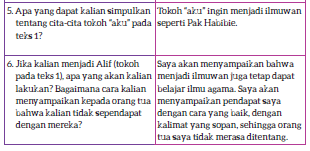 5. Apa yang dapat kalian simpulkan
tentang cita-cita tokoh "aku" pada
teks 1?
Tokoh "aku" ingin menjadi ilmuwan
seperti Pak Habibie.
6. Jika kalian menjadi Alif (tokoh
pada teks 1), apa yang akan kalian
lakukan? Bagaimana cara kalian
menyampaikan kepada orang tua
bahwa kalian tidak sependapat
dengan mereka?
Saya akan menyampaikan bahwa
menjadi ilmuwan juga tetap dapat
belajar ilmu agama. Saya akan
menyampaikan pendapat saya
dengan cara yang baik, dengan
kalimat yang sopan, sehingga orang
tua saya tidak merasa ditentang.